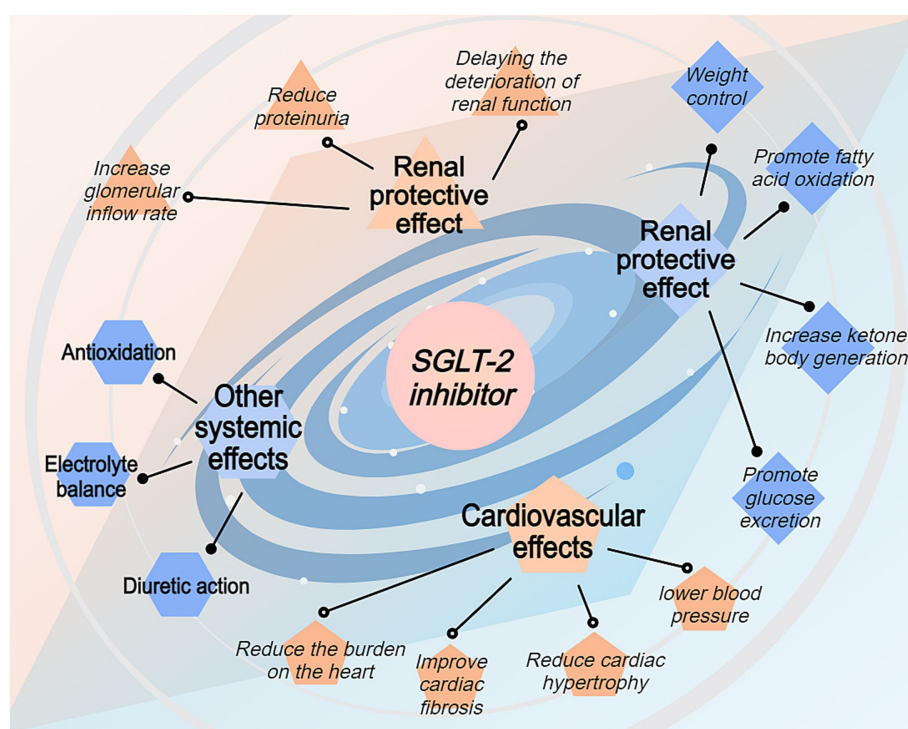 Reduce
proteinuria
Delaying the
deterioration of
renal function
Increase
glomerular
inflow rate
Renal
protective
effect
Weight
control
Promote fatty
acid oxidation
Renal
protective
effect
Increase ketone
body generation
Promote
glucose
excretion
SGLT-2
inhibitor
Antioxidation
Other
systemic
effects
Electrolyte
balance
Diuretic action
Cardiovascular
effects
Reduce the burden
on the heart
Improve
cardiac
fibrosis
Reduce cardiac
hypertrophy
lower blood
pressure